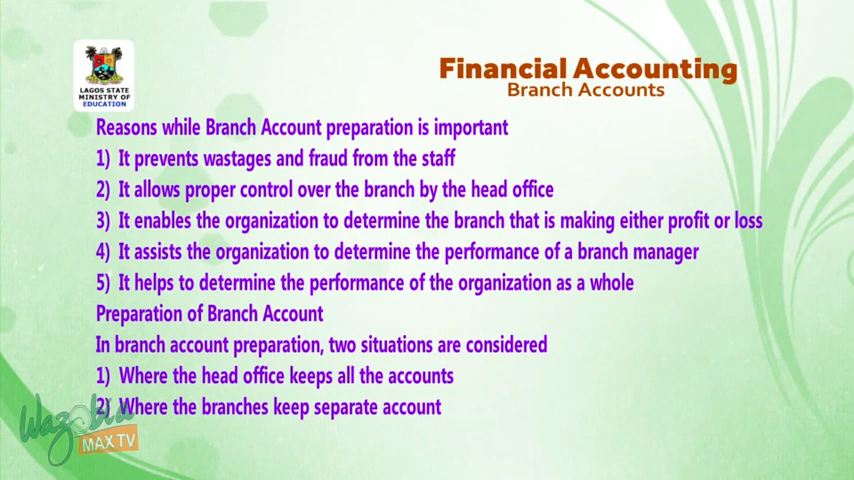 LAGOS STATE
MINISTRY OF
EDUCATION
Financial Accounting
Branch Accounts
Reasons while Branch Account preparation is important
1) It prevents wastages and fraud from the staff
2) It allows proper control over the branch by the head office
3) It enables the organization to determine the branch that is making either profit or loss
4) It assists the organization to determine the performance of a branch manager
5) It helps to determine the performance of the organization as a whole
Preparation of Branch Account
In branch account preparation, two situations are considered
1) Where the head office keeps all the accounts
2) Where the branches keep separate account
Wazobia
MAX TV